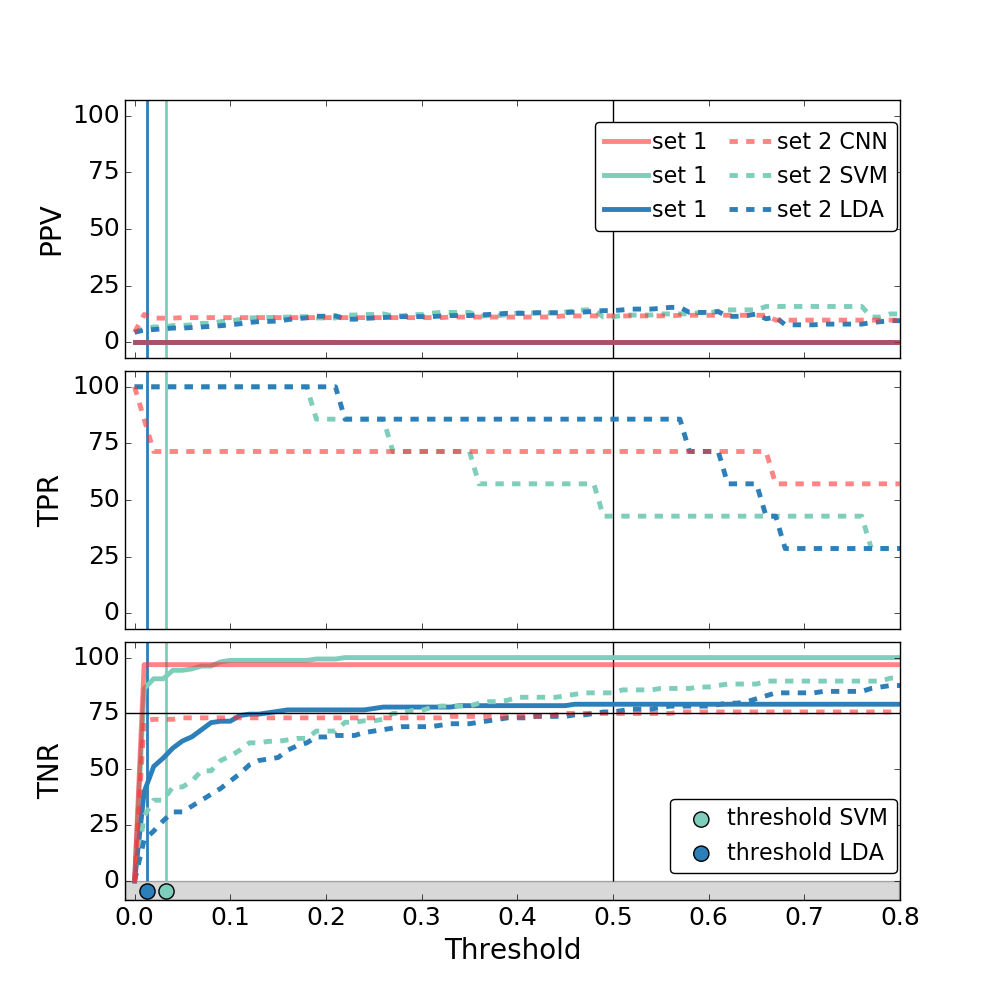 100
75
50
25
0
PPV
set 1 set 2 CNN
set 1 set 2 SVM
set 1 set 2 LDA
100
75
50
25
0
TPR
100
75
50
25
0
TNR
threshold SVM
threshold LDA
0.0 0.1 0.2 0.3 0.4 0.5 0.6 0.7 0.8
Threshold